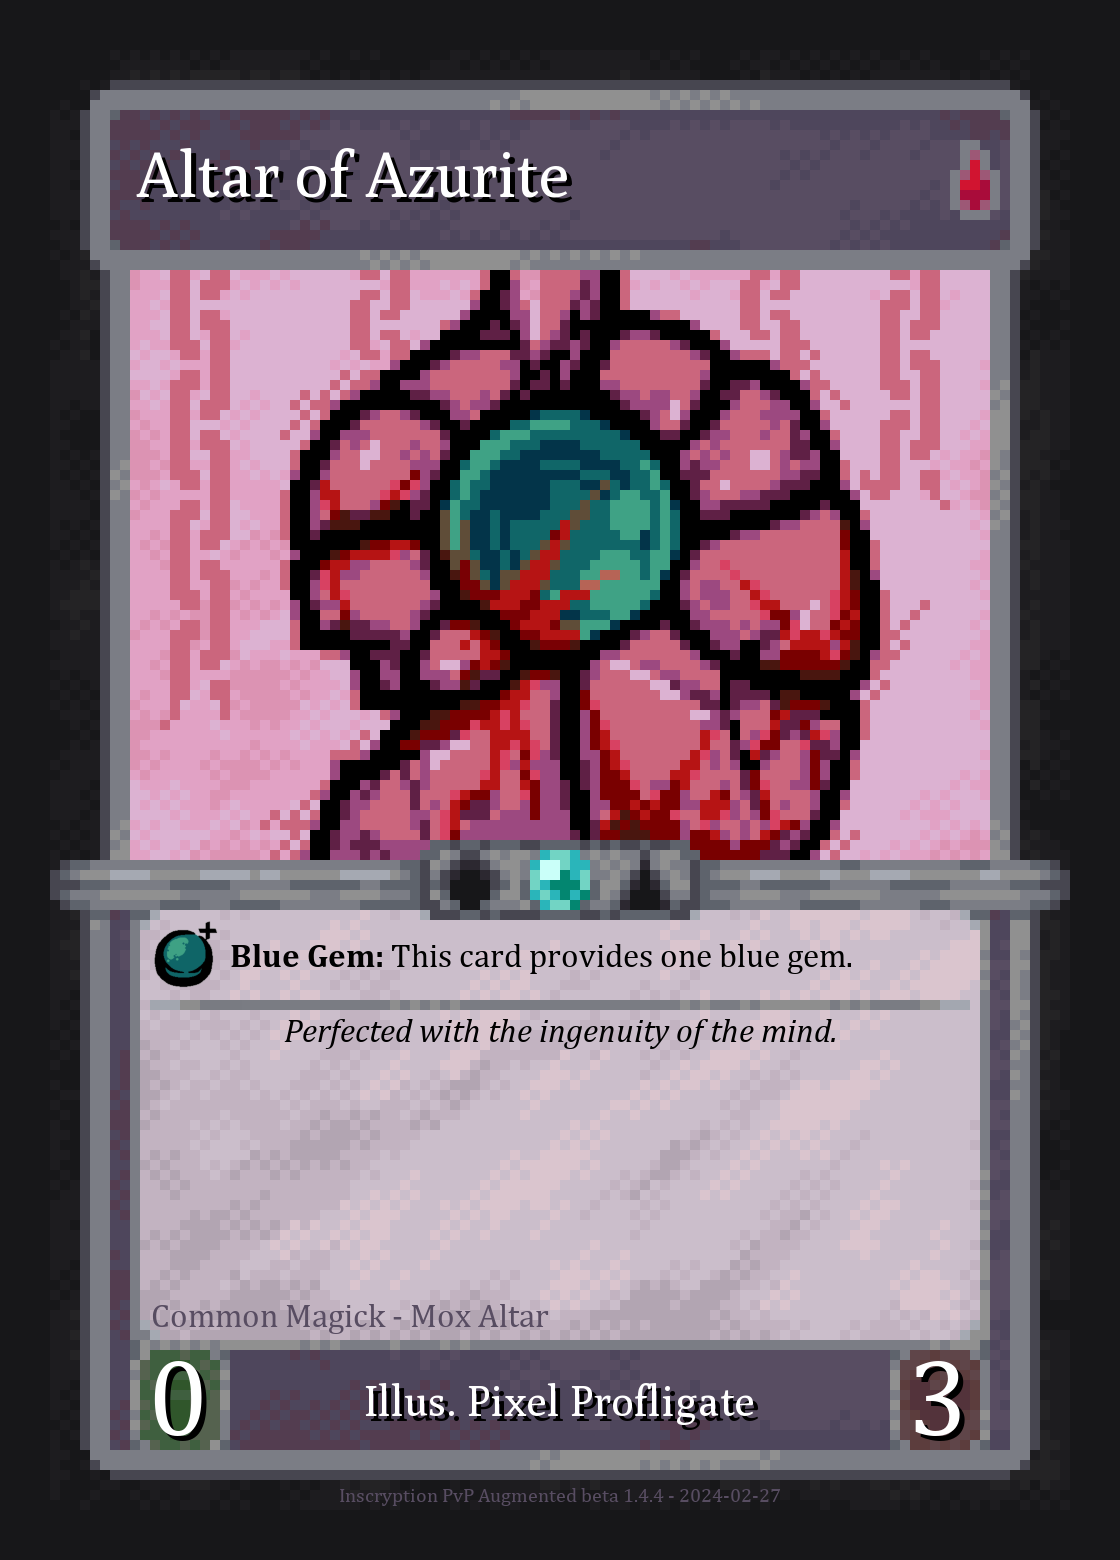 Altar of Azurite
Blue Gem: This card provides one blue gem.
Perfected with the ingenuity of the mind.
Common Magick - Mox Altar
0
Illus. Pixel Profligate
3
Inscryption PvP Augmented beta 1.4.4 - 2024-02-27